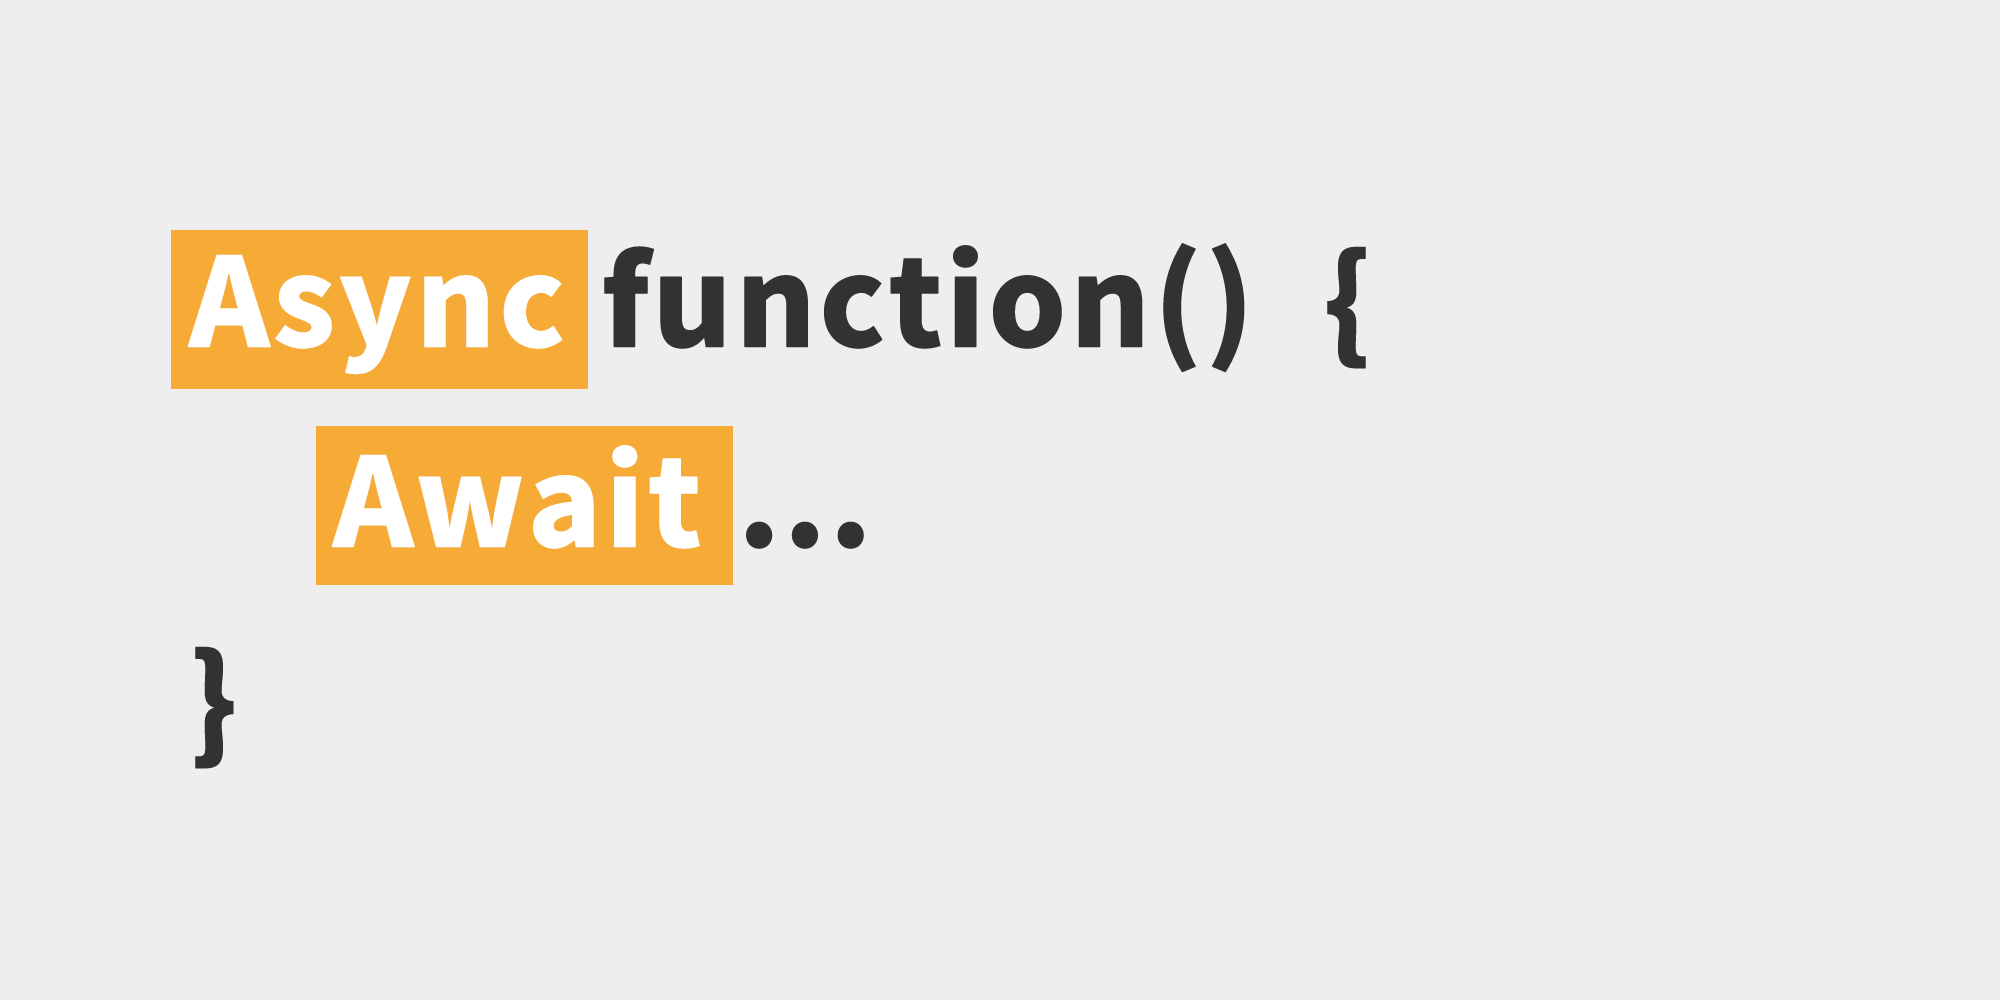 Async function() {
Await...
}